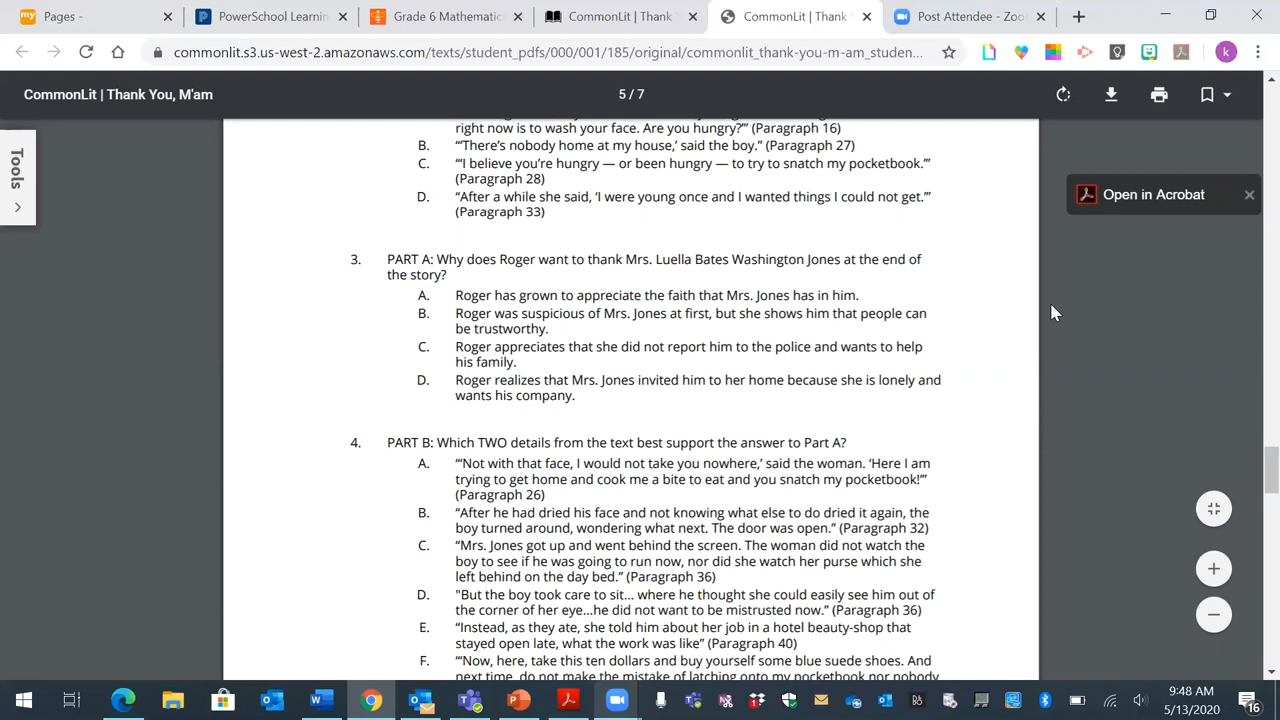 Pages -
PowerSchool Learnin
Grade 6 Mathematic
CommonLit | Thank Y
CommonLit | Thank Y
Post Attendee - Zoo
commonlit.s3.us-west-2.amazonaws.com/texts/student_pdfs/000/001/185/original/commonlit_thank-you-m-am_studen...
k
CommonLit | Thank You, M'am
5 / 7
Tools
Open in Acrobat
right now is to wash your face. Are you hungry?'” (Paragraph 16)
B. “'There's nobody home at my house,' said the boy.” (Paragraph 27)
C. “'I believe you're hungry — or been hungry — to try to snatch my pocketbook.'”
(Paragraph 28)
D. “After a while she said, 'I were young once and I wanted things I could not get.'”
(Paragraph 33)
3. PART A: Why does Roger want to thank Mrs. Luella Bates Washington Jones at the end of
the story?
A. Roger has grown to appreciate the faith that Mrs. Jones has in him.
B. Roger was suspicious of Mrs. Jones at first, but she shows him that people can
be trustworthy.
C. Roger appreciates that she did not report him to the police and wants to help
his family.
D. Roger realizes that Mrs. Jones invited him to her home because she is lonely and
wants his company.
4. PART B: Which TWO details from the text best support the answer to Part A?
A. “'Not with that face, I would not take you nowhere,' said the woman. 'Here I am
trying to get home and cook me a bite to eat and you snatch my pocketbook!'”
(Paragraph 26)
B. “After he had dried his face and not knowing what else to do dried it again, the
boy turned around, wondering what next. The door was open.” (Paragraph 32)
C. “Mrs. Jones got up and went behind the screen. The woman did not watch the
boy to see if he was going to run now, nor did she watch her purse which she
left behind on the day bed.” (Paragraph 36)
D. "But the boy took care to sit... where he thought she could easily see him out of
the corner of her eye...he did not want to be mistrusted now.” (Paragraph 36)
E. “Instead, as they ate, she told him about her job in a hotel beauty-shop that
stayed open late, what the work was like” (Paragraph 40)
F. “'Now, here, take this ten dollars and buy yourself some blue suede shoes. And
next time, do not make the mistake of latching onto my pocketbook nor nobody
9:48 AM
5/13/2020
16